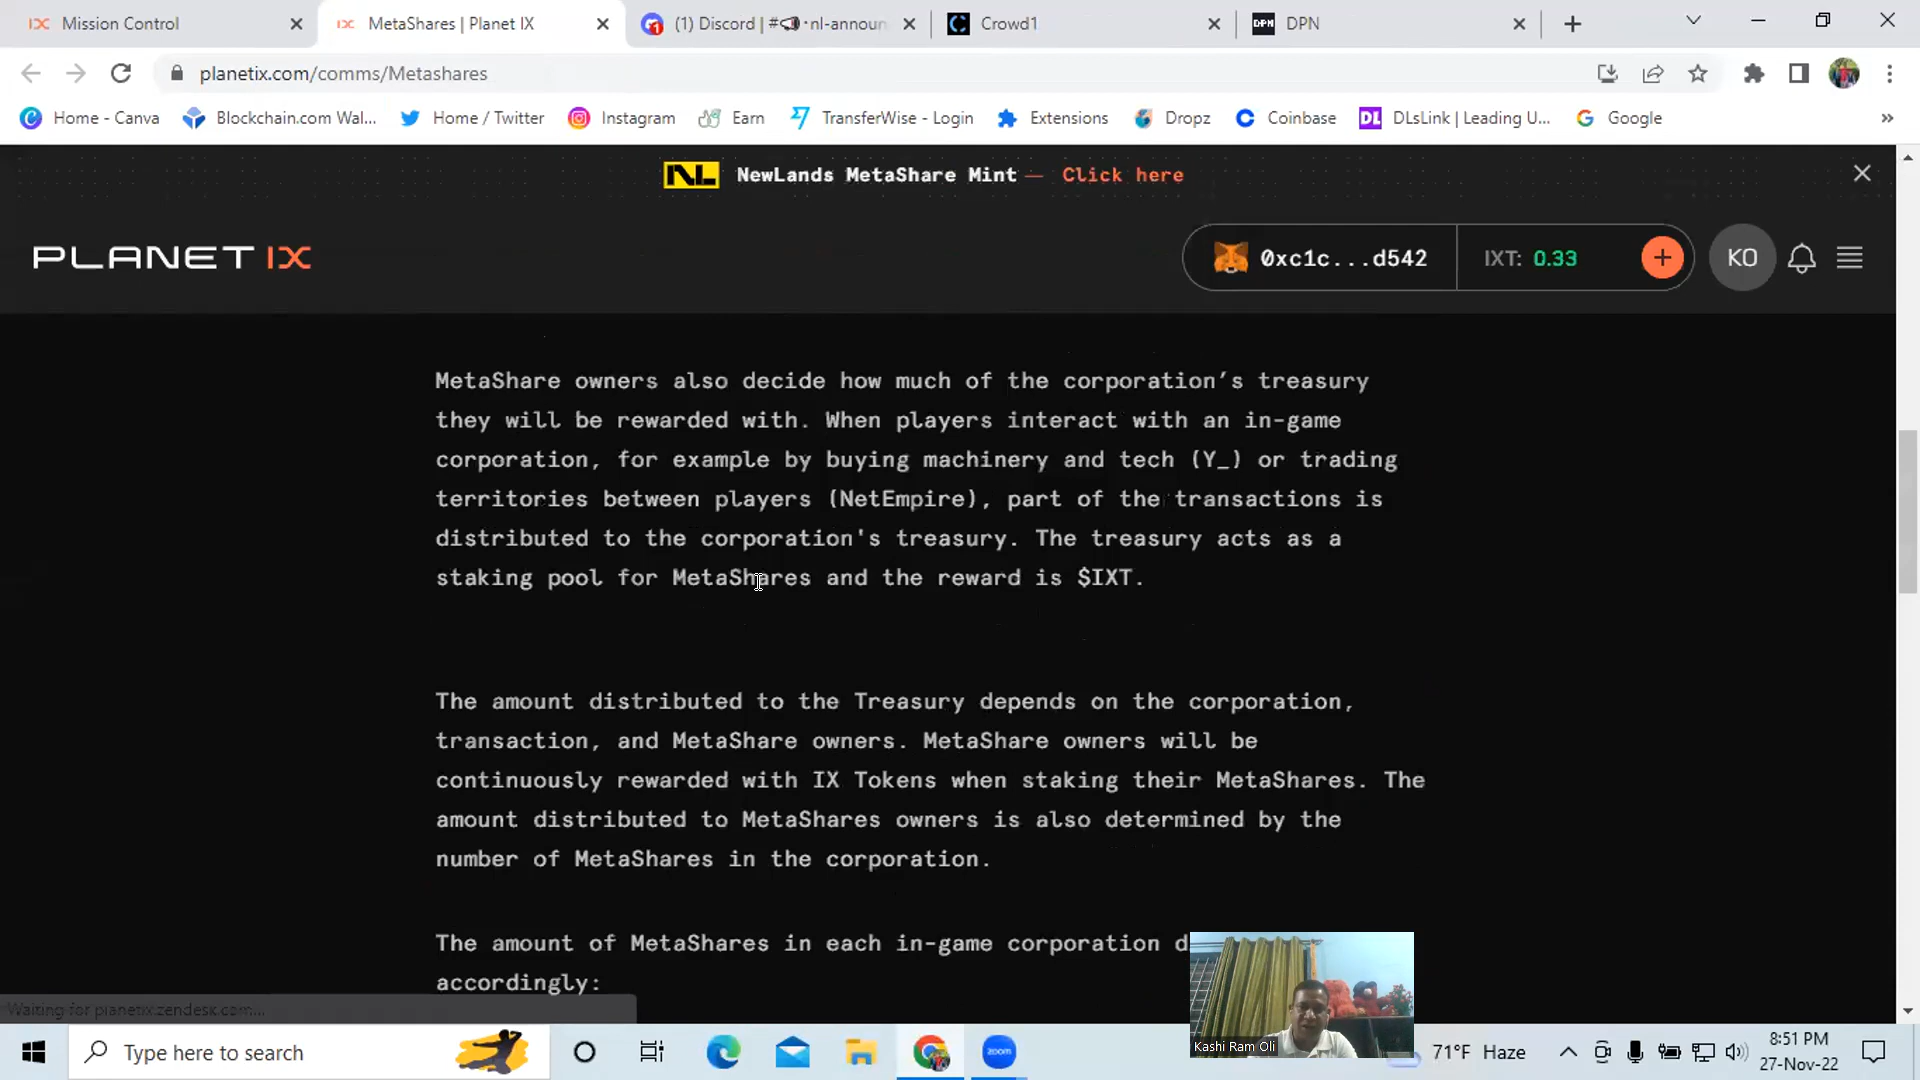 Mission Control
MetaShares | Planet IX
(1) Discord | #
nl-announ
Crowd1
DPN
DPN
planetix.com/comms/Metashares
Home - Canva
Blockchain.com Wal...
Home / Twitter
Instagram
Earn
TransferWise - Login
Extensions
Dropz
Coinbase
DL
DLsLink | Leading U...
Google
NL NewLands MetaShare Mint — Click here
PLANET IX
0xc1c...d542
IXT: 0.33
KO
MetaShare owners also decide how much of the corporation’s treasury
they will be rewarded with. When players interact with an in-game
corporation, for example by buying machinery and tech (Y_) or trading
territories between players (NetEmpire), part of the transactions is
distributed to the corporation's treasury. The treasury acts as a
staking pool for MetaShares and the reward is $IXT.
The amount distributed to the Treasury depends on the corporation,
transaction, and MetaShare owners. MetaShare owners will be
continuously rewarded with IX Tokens when staking their MetaShares. The
amount distributed to MetaShares owners is also determined by the
number of MetaShares in the corporation.
The amount of MetaShares in each in-game corporation d
accordingly:
Waiting for planetix.zendesk.com...
Kashi Ram Oli
Type here to search
zoom
71°F Haze
8:51 PM
27-Nov-22